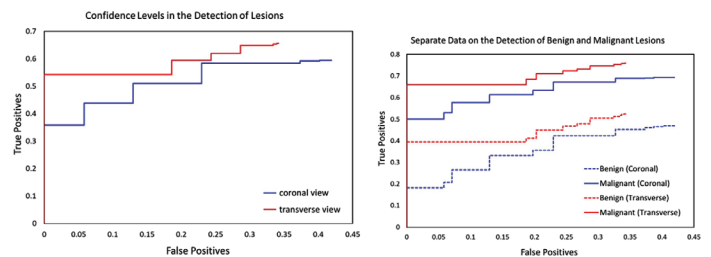 Confidence Levels in the Detection of Lesions
0.7
0.6
0.5
0.4
0.3
0.2
0.1
0
True Positives
coronal view
transverse view
0 0.05 0.1 0.15 0.2 0.25 0.3 0.35 0.4 0.45
False Positives
Separate Data on the Detection of Benign and Malignant Lesions
0.8
0.7
0.6
0.5
0.4
0.3
0.2
0.1
0
True Positives
Benign (Coronal)
Malignant (Coronal)
Benign (Transverse)
Malignant (Transverse)
0 0.05 0.1 0.15 0.2 0.25 0.3 0.35 0.4 0.45
False Positives